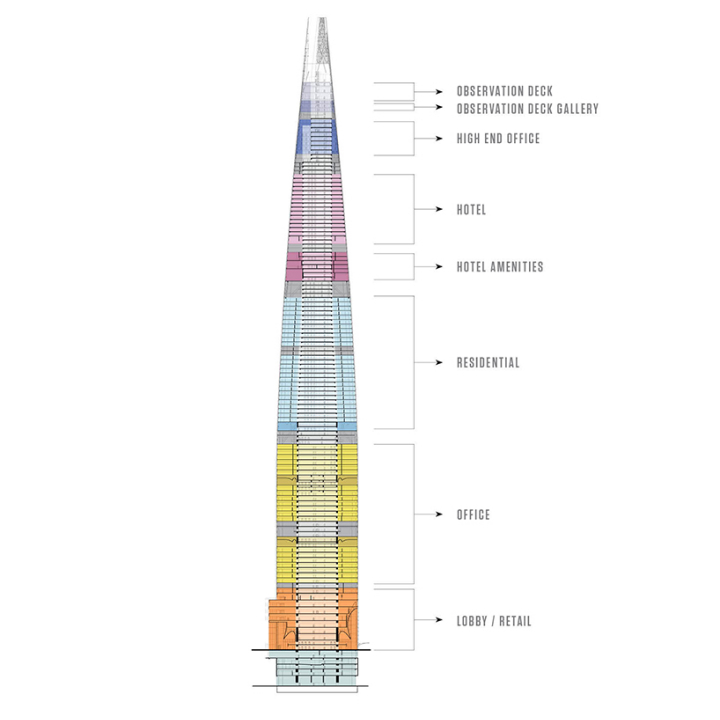 OBSERVATION DECK
OBSERVATION DECK GALLERY
HIGH END OFFICE
HOTEL
HOTEL AMENITIES
RESIDENTIAL
OFFICE
LOBBY / RETAIL